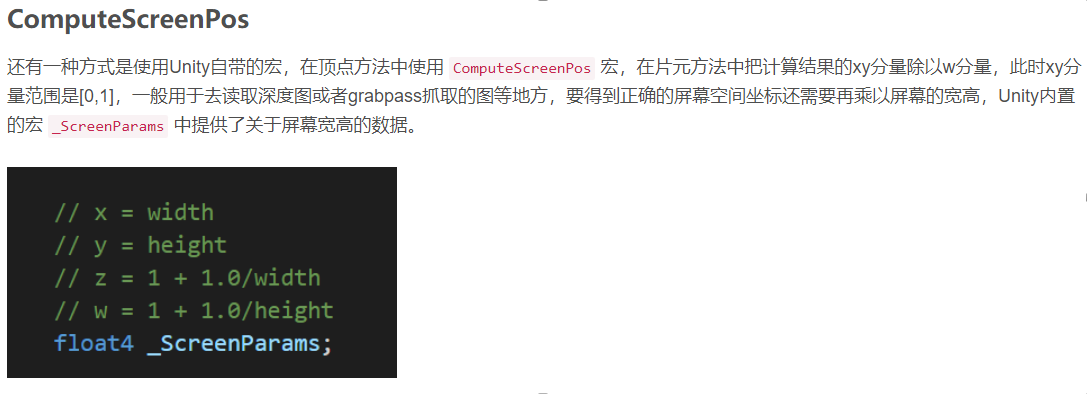 ComputeScreenPos
还有一种方式是使用Unity自带的宏，在顶点方法中使用 ComputeScreenPos 宏，在片元方法中把计算结果的xy分量除以w分量，此时xy分
量范围是[0,1]，一般用于去读取深度图或者grabpass抓取的图等地方，要得到正确的屏幕空间坐标还需要再乘以屏幕的宽高，Unity内置
的宏 _ScreenParams 中提供了关于屏幕宽高的数据。
// x = width
// y = height
// z = 1 + 1.0/width
// w = 1 + 1.0/height
float4 _ScreenParams;